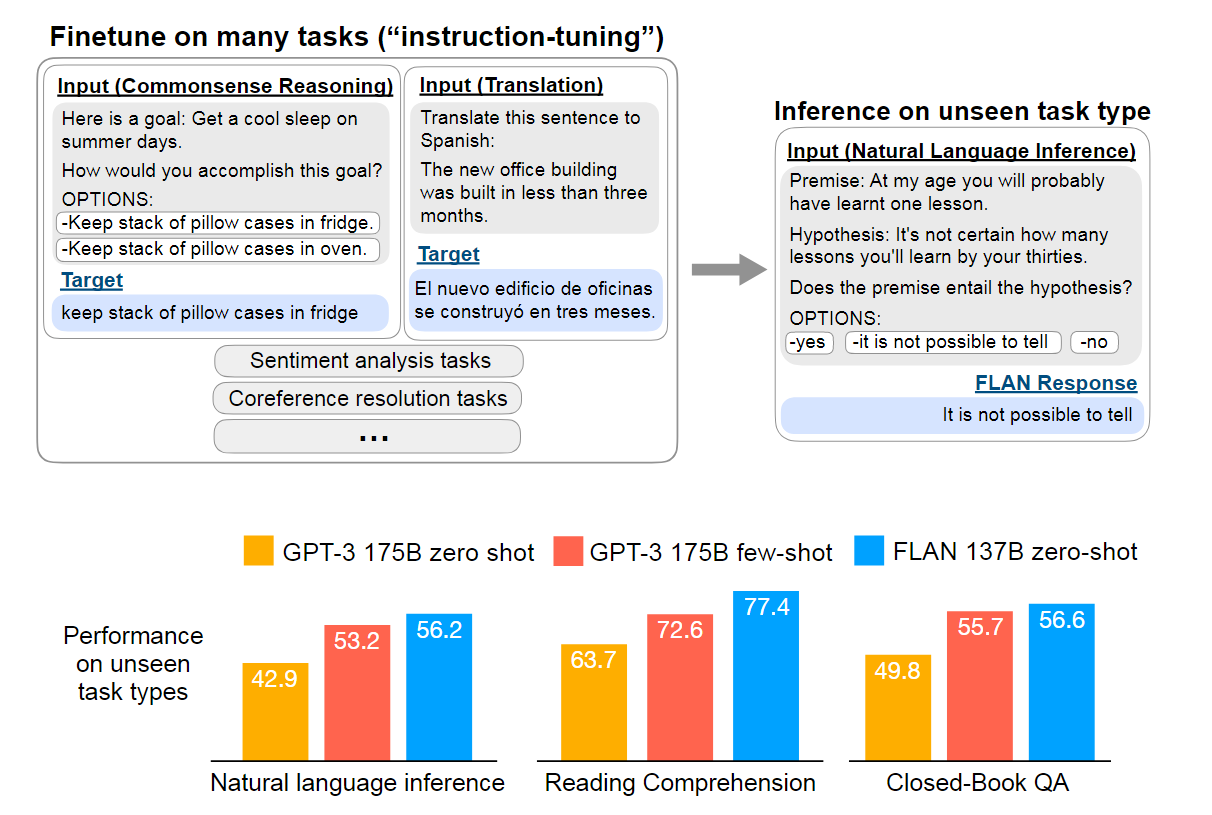 Finetune on many tasks (“instruction-tuning”)
Input (Commonsense Reasoning)
Here is a goal: Get a cool sleep on
summer days.
How would you accomplish this goal?
OPTIONS:
-Keep stack of pillow cases in fridge.
-Keep stack of pillow cases in oven.
Target
keep stack of pillow cases in fridge
Input (Translation)
Translate this sentence to
Spanish:
The new office building
was built in less than three
months.
Target
El nuevo edificio de oficinas
se construyó en tres meses.
Sentiment analysis tasks
Coreference resolution tasks
...
Inference on unseen task type
Input (Natural Language Inference)
Premise: At my age you will probably
have learnt one lesson.
Hypothesis: It's not certain how many
lessons you'll learn by your thirties.
Does the premise entail the hypothesis?
OPTIONS:
-yes -it is not possible to tell -no
FLAN Response
It is not possible to tell
GPT-3 175B zero shot GPT-3 175B few-shot FLAN 137B zero-shot
Performance
on unseen
task types
42.9 53.2 56.2
Natural language inference
63.7 72.6 77.4
Reading Comprehension
49.8 55.7 56.6
Closed-Book QA